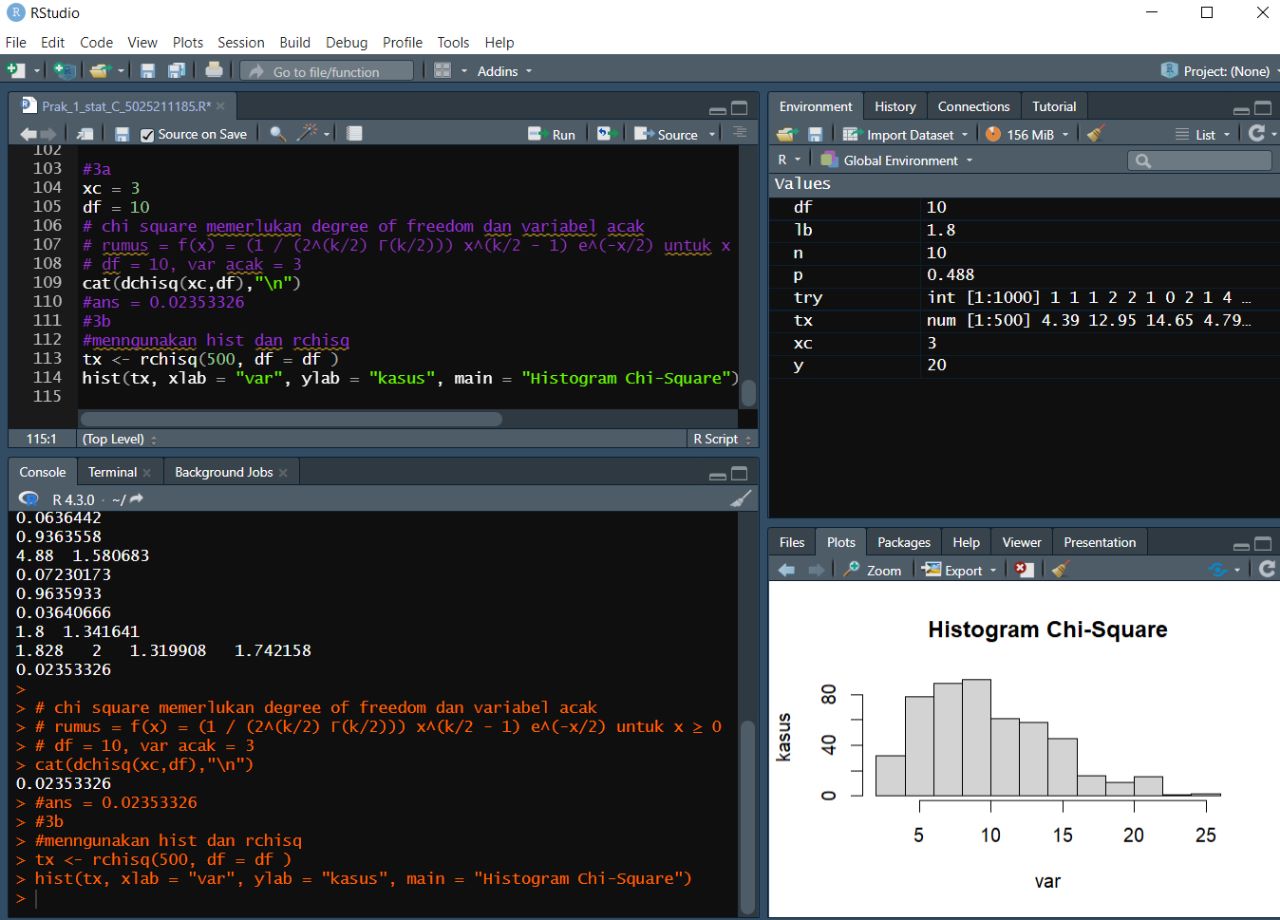 RStudio
File Edit Code View Plots Session Build Debug Profile Tools Help
Go to file/function Addins Project: (None)
Prak_1_stat_C_5025211185.R*
Source on Save Run Source
102
103 #3a
104 xc = 3
105 df = 10
106 # chi square memerlukan degree of freedom dan variabel acak
107 # rumus = f(x) = (1 / (2^(k/2) Γ(k/2))) x^(k/2 - 1) e^(-x/2) untuk x
108 # df = 10, var acak = 3
109 cat(dchisq(xc,df),"\n")
110 #ans = 0.02353326
111 #3b
112 #menngunakan hist dan rchisq
113 tx <- rchisq(500, df = df )
114 hist(tx, xlab = "var", ylab = "kasus", main = "Histogram Chi-Square")
115
115:1 (Top Level) R Script
Console Terminal Background Jobs
R 4.3.0 · ~/
0.0636442
0.9363558
4.88 1.580683
0.07230173
0.9635933
0.03640666
1.8 1.341641
1.828 2 1.319908 1.742158
0.02353326
>
> # chi square memerlukan degree of freedom dan variabel acak
> # rumus = f(x) = (1 / (2^(k/2) Γ(k/2))) x^(k/2 - 1) e^(-x/2) untuk x ≥ 0
> # df = 10, var acak = 3
> cat(dchisq(xc,df),"\n")
0.02353326
> #ans = 0.02353326
> #3b
> #menngunakan hist dan rchisq
> tx <- rchisq(500, df = df )
> hist(tx, xlab = "var", ylab = "kasus", main = "Histogram Chi-Square")
>
Environment History Connections Tutorial
Import Dataset 156 MiB List
R Global Environment
Values
df 10
lb 1.8
n 10
p 0.488
try int [1:1000] 1 1 1 2 2 1 0 2 1 4 ...
tx num [1:500] 4.39 12.95 14.65 4.79...
xc 3
y 20
Files Plots Packages Help Viewer Presentation
Zoom Export
Histogram Chi-Square
kasus
80
40
0
5 10 15 20 25
var